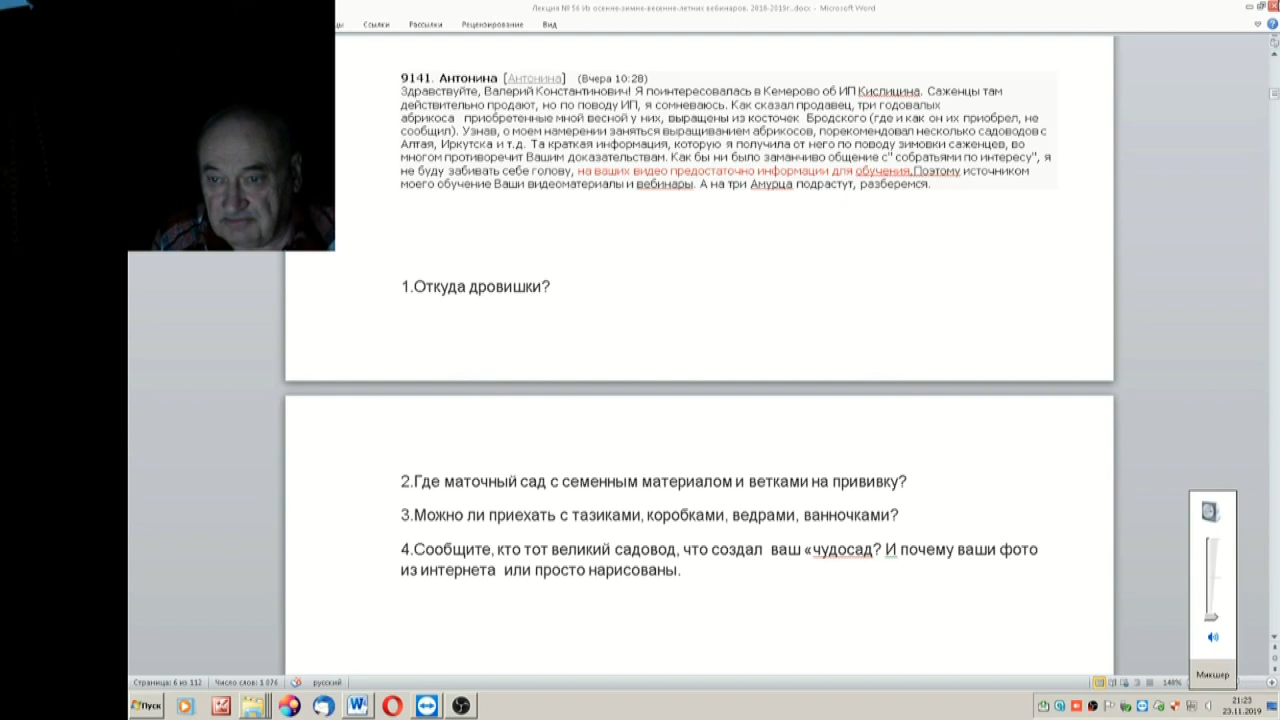 Лекция № 56 Ив осенне-зимне-весенне-летних вебинаров. 2018-2019г..docx - Microsoft Word
Ссылки Рассылки Рецензирование Вид
9141. Антонина [Антонина] (Вчера 10:28)
Здравствуйте, Валерий Константинович! Я поинтересовалась в Кемерово об ИП Кислицина. Саженцы там
действительно продают, но по поводу ИП, я сомневаюсь. Как сказал продавец, три годовалых
абрикоса приобретенные мной весной у них, выращены из косточек Бродского (где и как он их приобрел, не
сообщил). Узнав, о моем намерении заняться выращиванием абрикосов, порекомендовал несколько садоводов с
Алтая, Иркутска и т.д. Та краткая информация, которую я получила от него по поводу зимовки саженцев, во
многом противоречит Вашим доказательствам. Как бы ни было заманчиво общение с" собратьями по интересу", я
не буду забивать себе голову, на ваших видео предостаточно информации для обучения.Поэтому источником
моего обучение Ваши видеоматериалы и вебинары. А на три Амурца подрастут, разберемся.
1.Откуда дровишки?
2.Где маточный сад с семенным материалом и ветками на прививку?
3.Можно ли приехать с тазиками, коробками, ведрами, ванночками?
4.Сообщите, кто тот великий садовод, что создал ваш «чудосад? И почему ваши фото
из интернета или просто нарисованы.
Микшер
Страница: 6 из 112 Число слов: 1 076 русский 148%
Пуск
21:23
23.11.2019